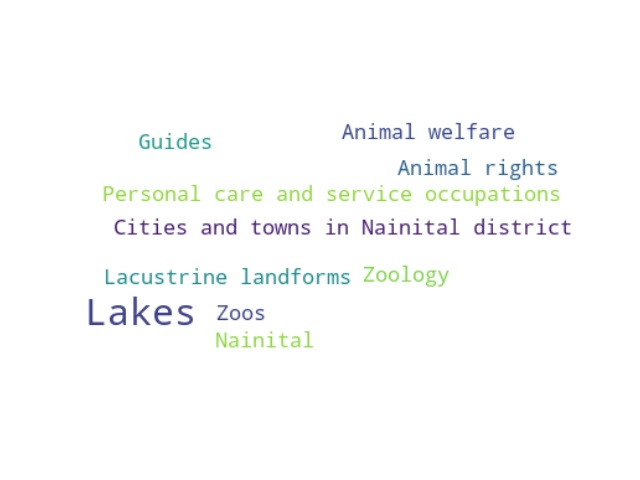 Animal welfare
Guides
Animal rights
Personal care and service occupations
Cities and towns in Nainital district
Lacustrine landforms
Zoology
Lakes
Zoos
Nainital